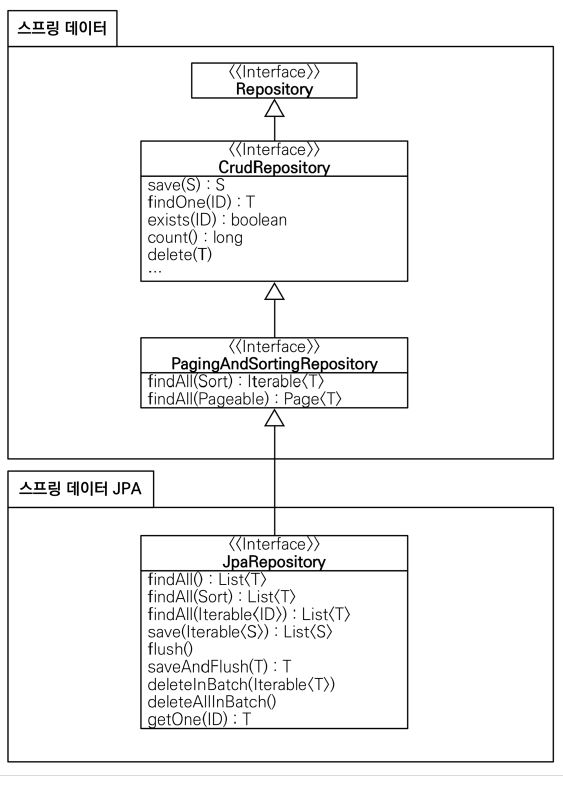 스프링 데이터
《Interface》
Repository
《Interface》
CrudRepository
save(S) : S
findOne(ID) : T
exists(ID) : boolean
count() : long
delete(T)
...
《Interface》
PagingAndSortingRepository
findAll(Sort) : Iterable〈T〉
findAll(Pageable) : Page〈T〉
스프링 데이터 JPA
《Interface》
JpaRepository
findAll() : List〈T〉
findAll(Sort) : List〈T〉
findAll(Iterable〈ID〉) : List〈T〉
save(Iterable〈S〉) : List〈S〉
flush()
saveAndFlush(T) : T
deleteInBatch(Iterable〈T〉)
deleteAllInBatch()
getOne(ID) : T